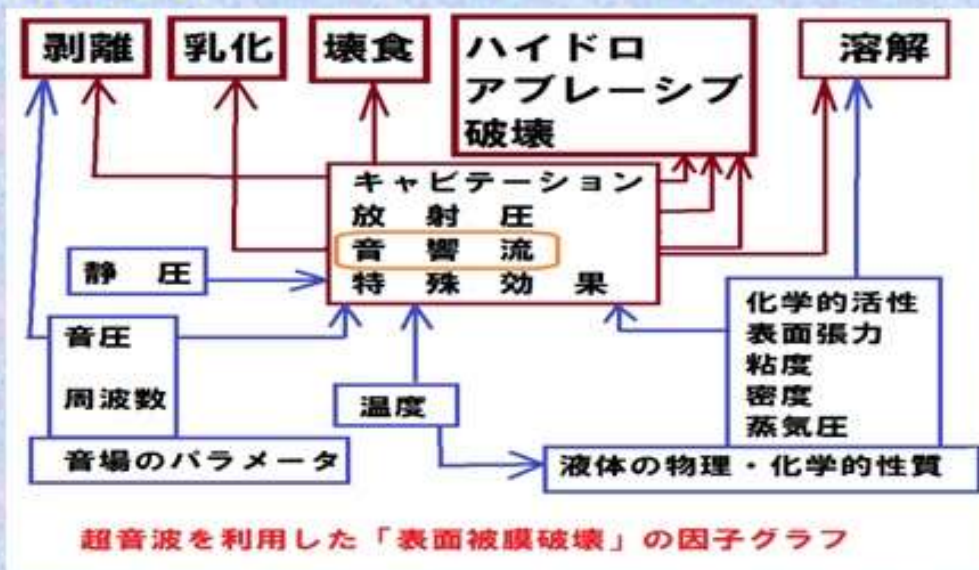 剥離
乳化
壊食
ハイドロ
アブレーシブ
破壊
溶解
キャビテーション
放 射 圧
音 響 流
特 殊 効 果
静 圧
音圧
周波数
音場のパラメータ
温度
化学的活性
表面張力
粘度
密度
蒸気圧
液体の物理・化学的性質
超音波を利用した「表面被膜破壊」の因子グラフ